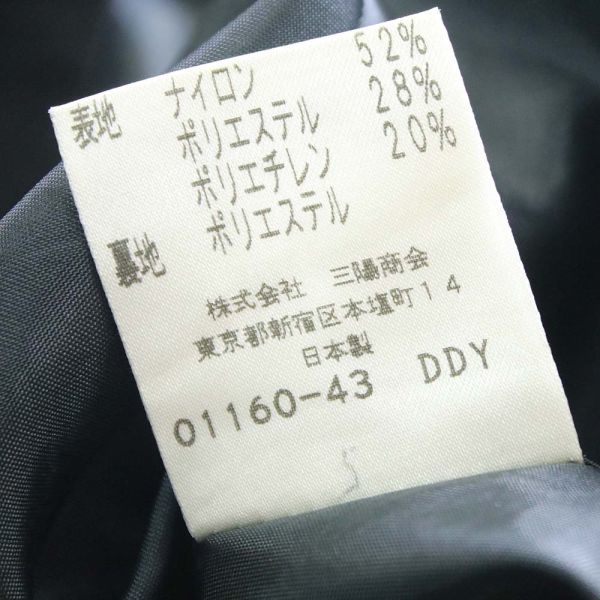 表地 ナイロン 52%
ポリエステル 28%
ポリエチレン 20%
裏地 ポリエステル
株式会社 三陽商会
東京都新宿区本塩町14
日本製
01160-43 DDY